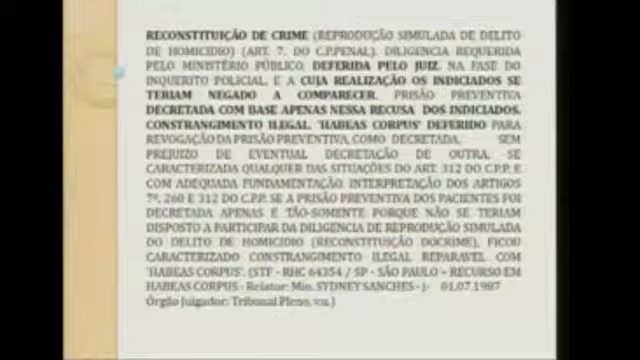 RECONSTITUIÇÃO DE CRIME (REPRODUÇÃO SIMULADA DE DELITO
DE HOMICIDIO) (ART. 7. DO C.P.PENAL). DILIGENCIA REQUERIDA
PELO MINISTÉRIO PÚBLICO, DEFERIDA PELO JUIZ, NA FASE DO
INQUERITO POLICIAL, E A CUJA REALIZAÇÃO OS INDICIADOS SE
TERIAM NEGADO A COMPARECER. PRISÃO PREVENTIVA
DECRETADA COM BASE APENAS NESSA RECUSA DOS INDICIADOS.
CONSTRANGIMENTO ILEGAL. 'HABEAS CORPUS' DEFERIDO PARA
REVOGAÇÃO DA PRISÃO PREVENTIVA, COMO DECRETADA, SEM
PREJUIZO DE EVENTUAL DECRETAÇÃO DE OUTRA, SE
CARACTERIZADA QUALQUER DAS SITUAÇÕES DO ART. 312 DO C.P.P. E
COM ADEQUADA FUNDAMENTAÇÃO. INTERPRETAÇÃO DOS ARTIGOS
7º, 260 E 312 DO C.P.P. SE A PRISÃO PREVENTIVA DOS PACIENTES FOI
DECRETADA APENAS E TÃO-SOMENTE PORQUE NÃO SE TERIAM
DISPOSTO A PARTICIPAR DA DILIGENCIA DE REPRODUÇÃO SIMULADA
DO DELITO DE HOMICIDIO (RECONSTITUIÇÃO DOCRIME), FICOU
CARACTERIZADO CONSTRANGIMENTO ILEGAL REPARAVEL COM
'HABEAS CORPUS'. (STF - RHC 64354 / SP - SÃO PAULO – RECURSO EM
HABEAS CORPUS - Relator: Min. SYDNEY SANCHES - J: 01.07.1987
Órgão Julgador: Tribunal Pleno, v.u.)